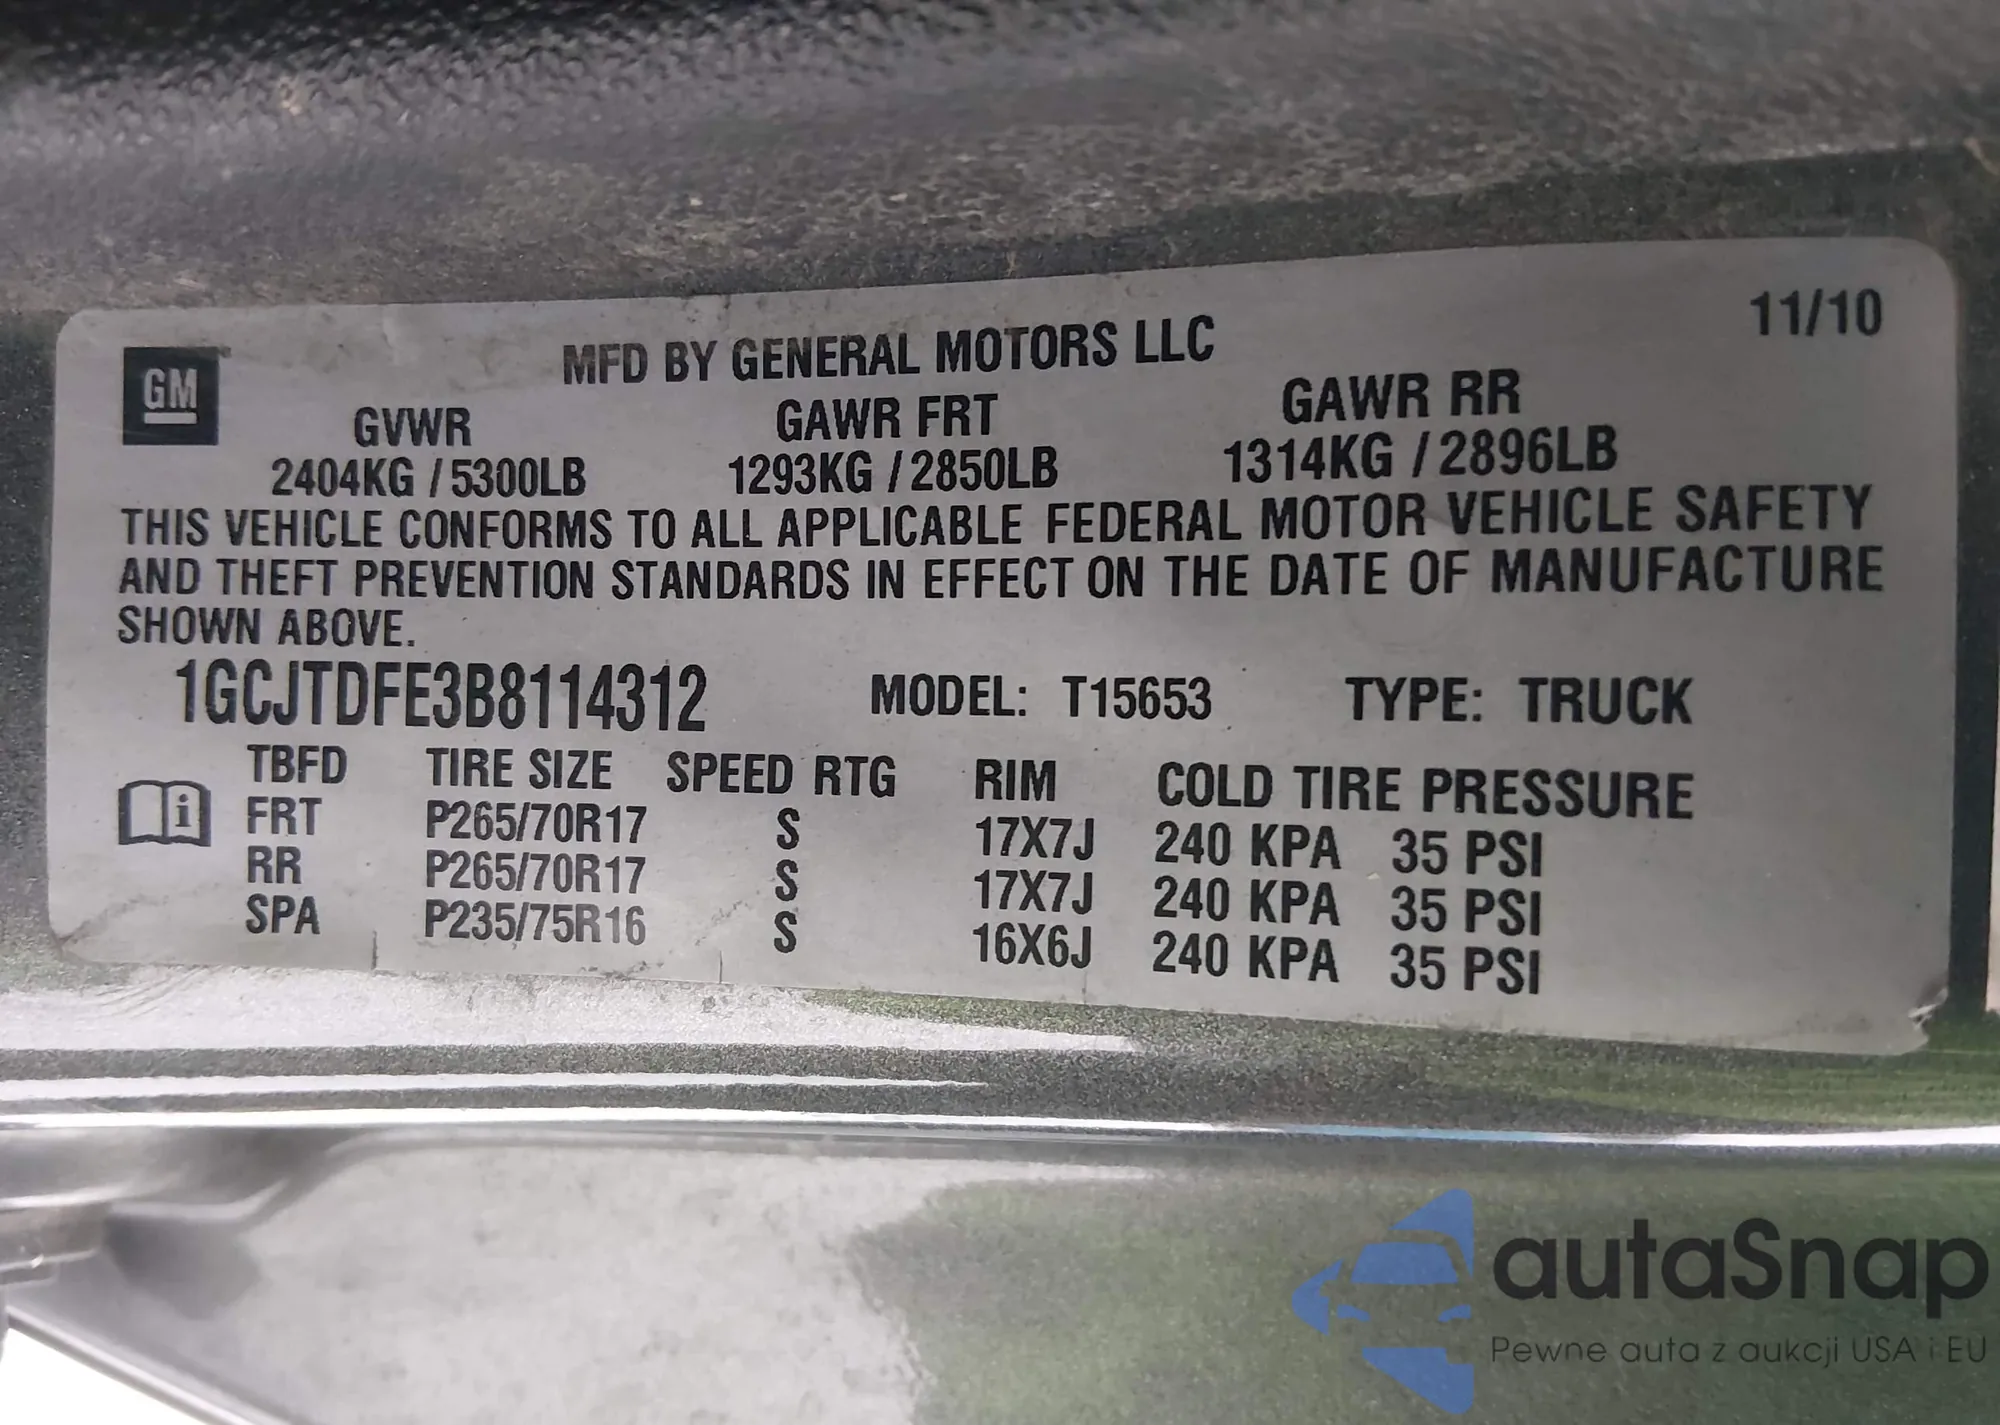 11/10
MFD BY GENERAL MOTORS LLC
GM
GVWR GAWR FRT GAWR RR
2404KG / 5300LB 1293KG / 2850LB 1314KG / 2896LB
THIS VEHICLE CONFORMS TO ALL APPLICABLE FEDERAL MOTOR VEHICLE SAFETY
AND THEFT PREVENTION STANDARDS IN EFFECT ON THE DATE OF MANUFACTURE
SHOWN ABOVE.
1GCJTDFE3B8114312 MODEL: T15653 TYPE: TRUCK
TBFD TIRE SIZE SPEED RTG RIM COLD TIRE PRESSURE
FRT P265/70R17 S 17X7J 240 KPA 35 PSI
RR P265/70R17 S 17X7J 240 KPA 35 PSI
SPA P235/75R16 S 16X6J 240 KPA 35 PSI
autaSnap
Pewne auta z aukcji USA i EU